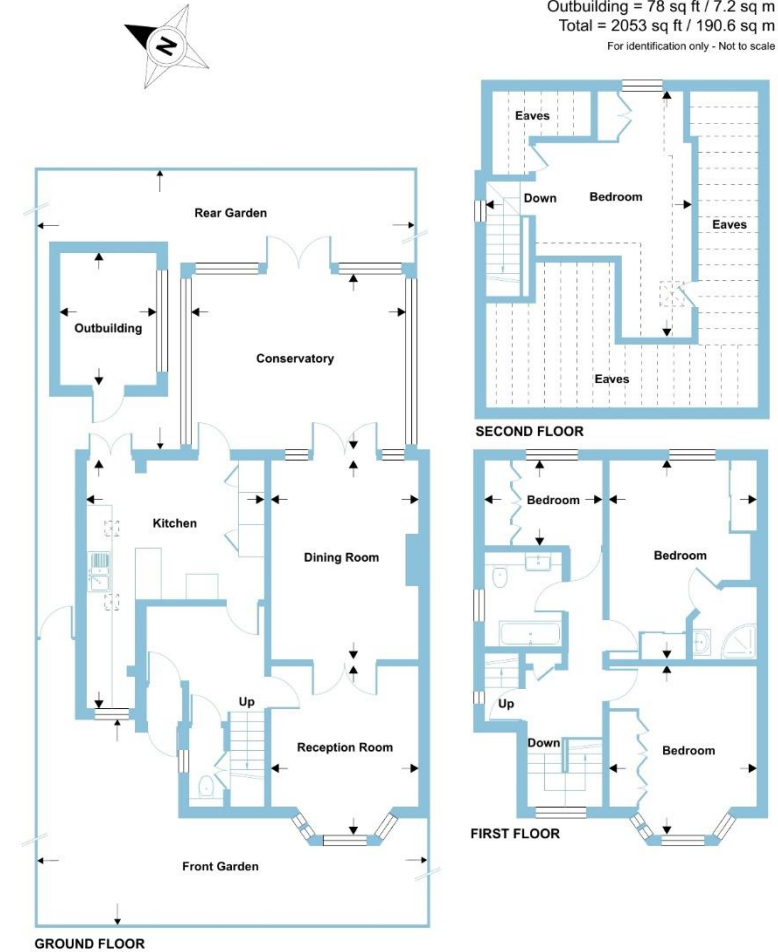 Outbuilding = 78 sq ft / 7.2 sq m
Total = 2053 sq ft / 190.6 sq m
For identification only - Not to scale
N
Eaves
Down
Bedroom
Eaves
Eaves
SECOND FLOOR
Rear Garden
Outbuilding
Conservatory
Kitchen
Dining Room
Up
Reception Room
Front Garden
GROUND FLOOR
Bedroom
Bedroom
Up
Down
Bedroom
FIRST FLOOR